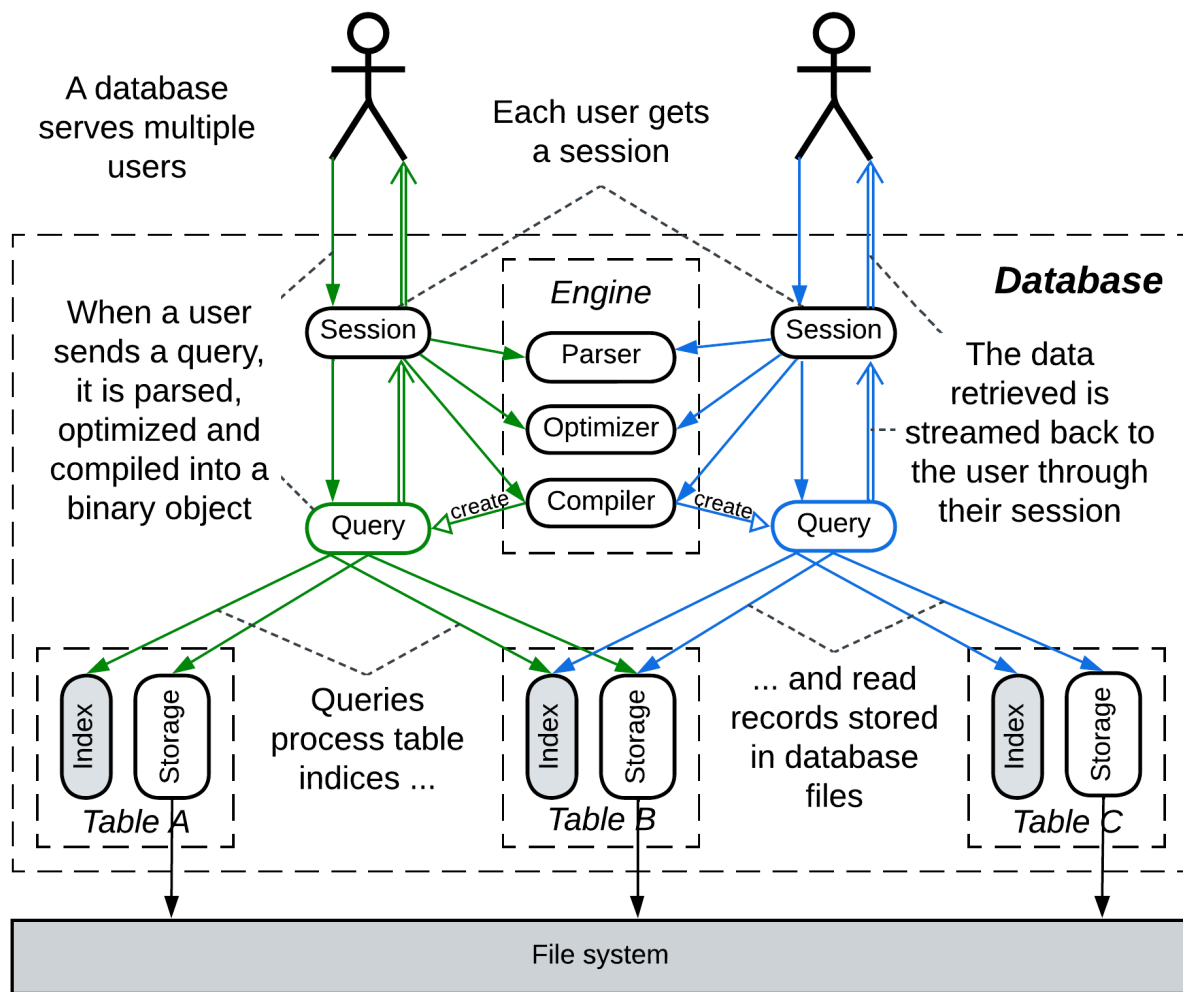 A database
serves multiple
users
Each user gets
a session
Database
Engine
When a user
sends a query,
it is parsed,
optimized and
compiled into a
binary object
Session
Parser
Optimizer
Compiler
Session
The data
retrieved is
streamed back to
the user through
their session
create
create
Query
Query
Index
Storage
Table A
Queries
process table
indices ...
Index
Storage
Table B
... and read
records stored
in database
files
Index
Storage
Table C
File system